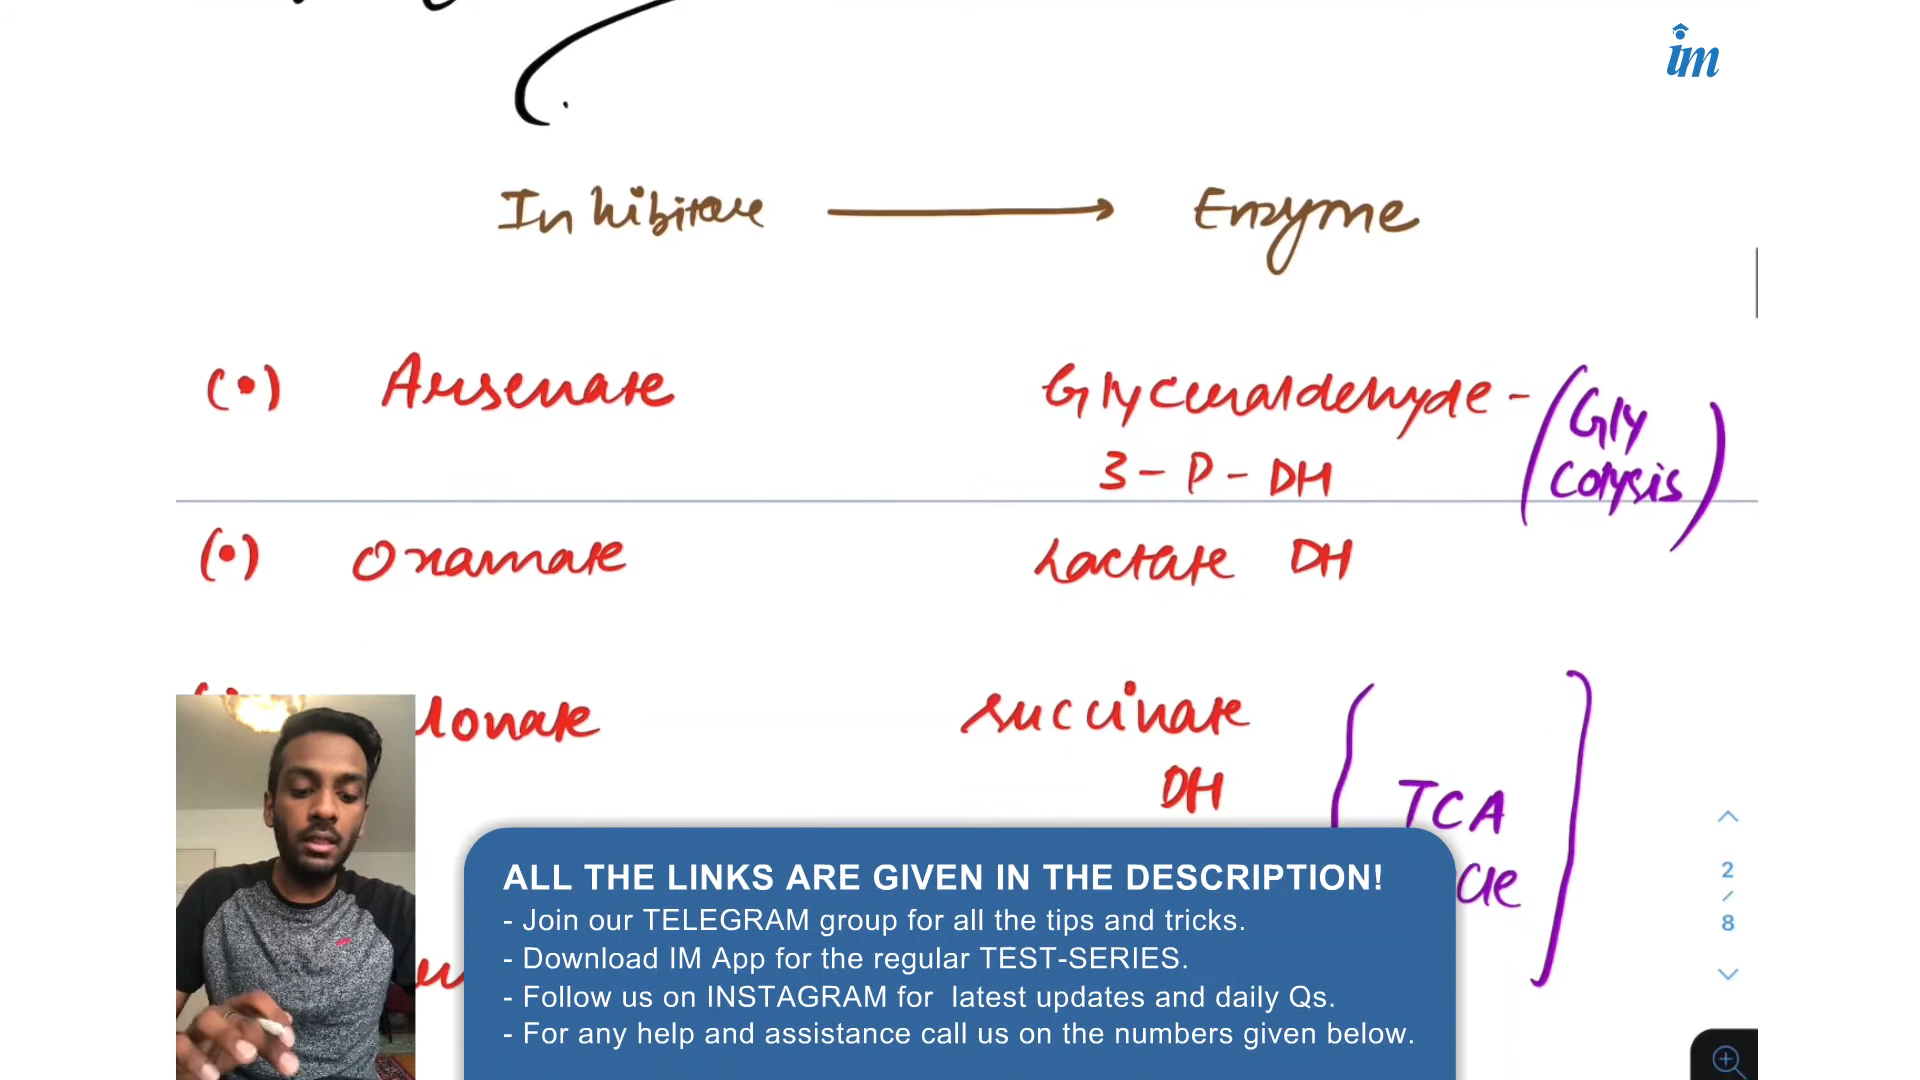 im
Inhibitore → Enzyme
(•) Arsenate Glyceraldehyde - (Gly
3 - P - DH colysis)
(•) Oxamate Lactate DH
lonate succinate
DH
TCA
cle
ALL THE LINKS ARE GIVEN IN THE DESCRIPTION!
- Join our TELEGRAM group for all the tips and tricks.
- Download IM App for the regular TEST-SERIES.
- Follow us on INSTAGRAM for latest updates and daily Qs.
- For any help and assistance call us on the numbers given below.
2
/
8